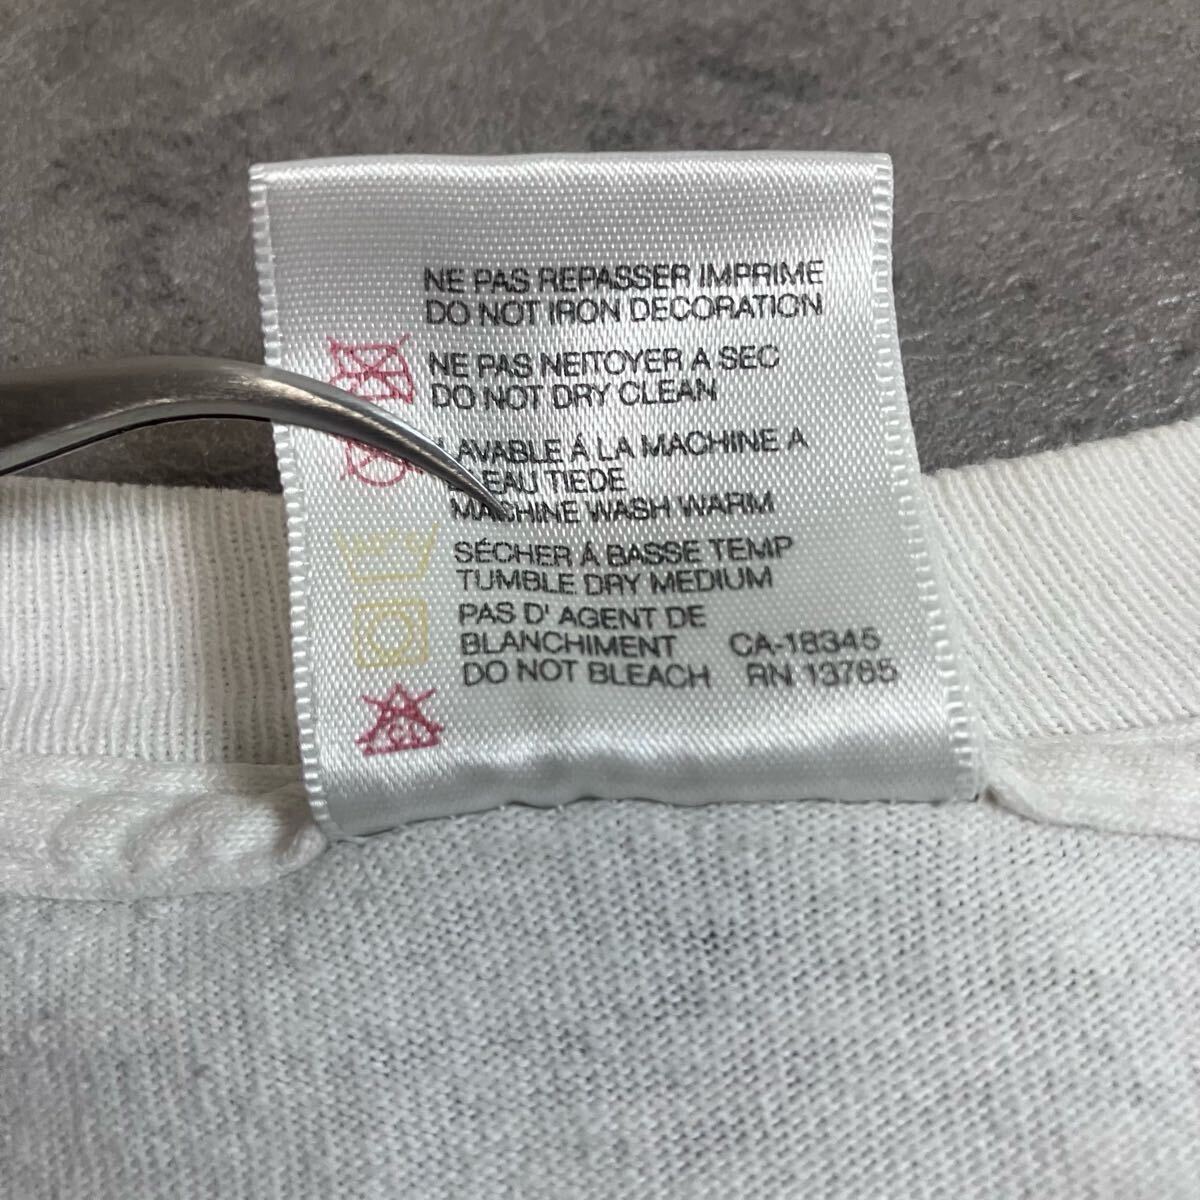 NE PAS REPASSER IMPRIME
DO NOT IRON DECORATION
NE PAS NEITOYER A SEC
DO NOT DRY CLEAN
LAVABLE Á LA MACHINE A
EAU TIEDE
MACHINE WASH WARM
SÉCHER Á BASSE TEMP
TUMBLE DRY MEDIUM
PAS D' AGENT DE
BLANCHIMENT CA-18345
DO NOT BLEACH RN 13765